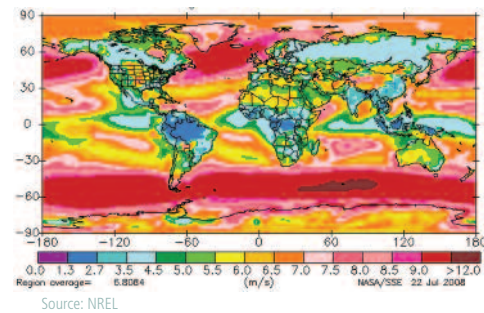 90
60
30
0
-30
-60
-90
-180 -120 -60 0 60 120 180
0.0 1.3 2.7 3.5 4.5 5.0 5.5 6.0 6.5 7.0 7.5 8.0 8.5 9.0 >12.0
Region average= 5.8064 (m/s) NASA/SSE 22 Jul 2008
Source: NREL